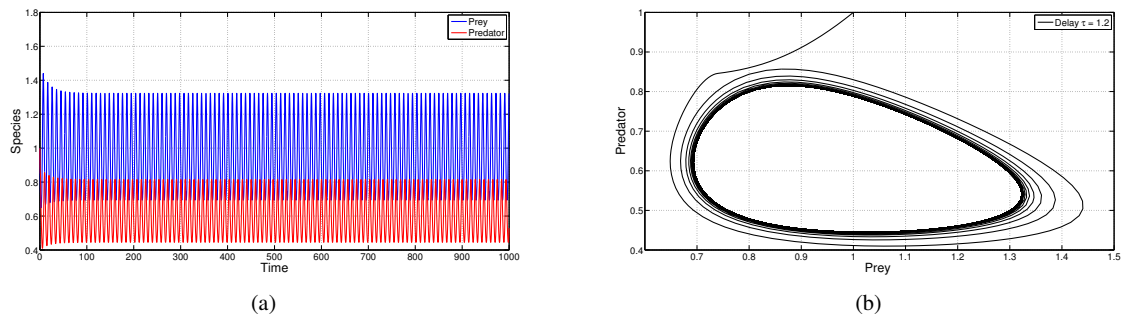 1.8
1.6
1.4
1.2
1
0.8
0.6
0.4
0 100 200 300 400 500 600 700 800 900 1000
Species
Time
Prey
Predator
(a)
1
0.9
0.8
0.7
0.6
0.5
0.4
0.7 0.8 0.9 1 1.1 1.2 1.3 1.4 1.5
Predator
Prey
Delay τ = 1.2
(b)